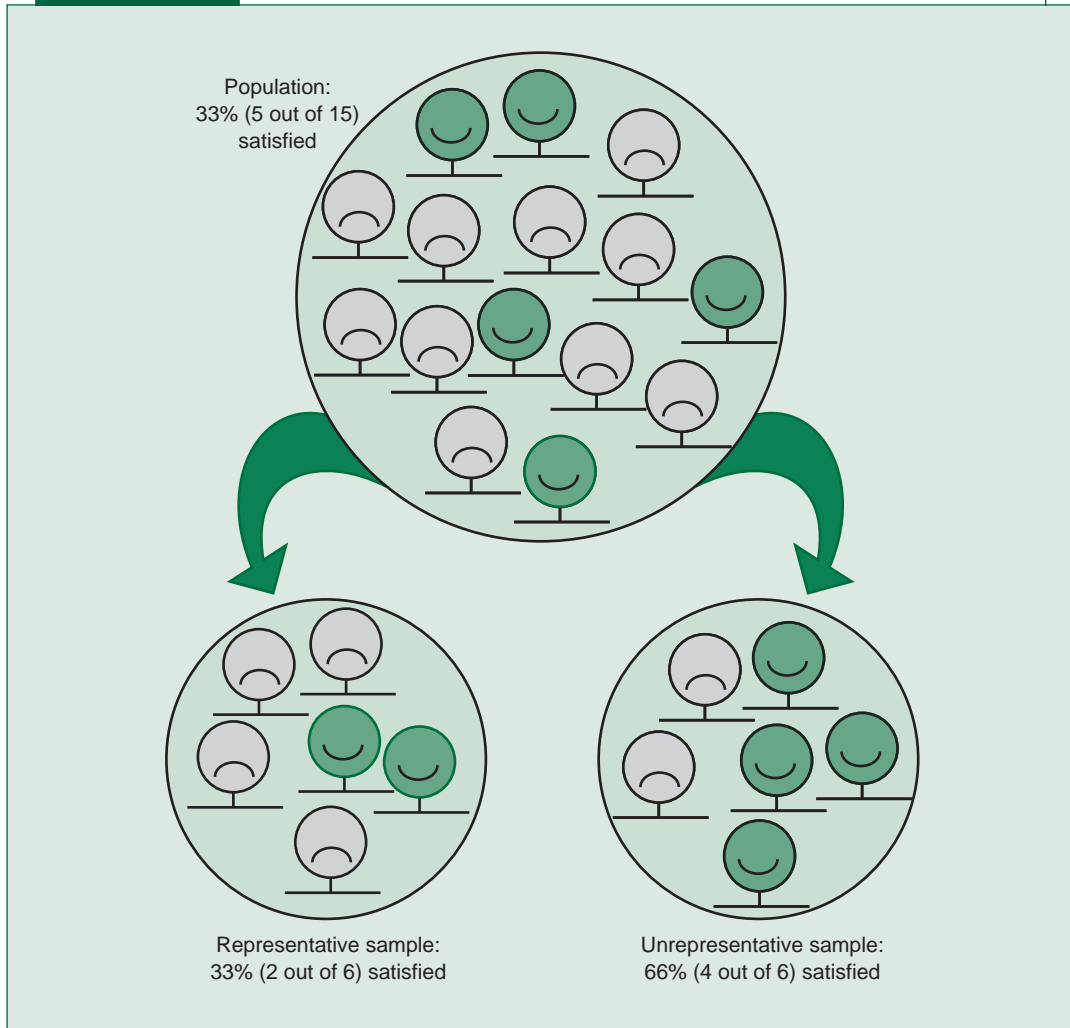 Population:
33% (5 out of 15)
satisfied
Representative sample:
33% (2 out of 6) satisfied
Unrepresentative sample:
66% (4 out of 6) satisfied